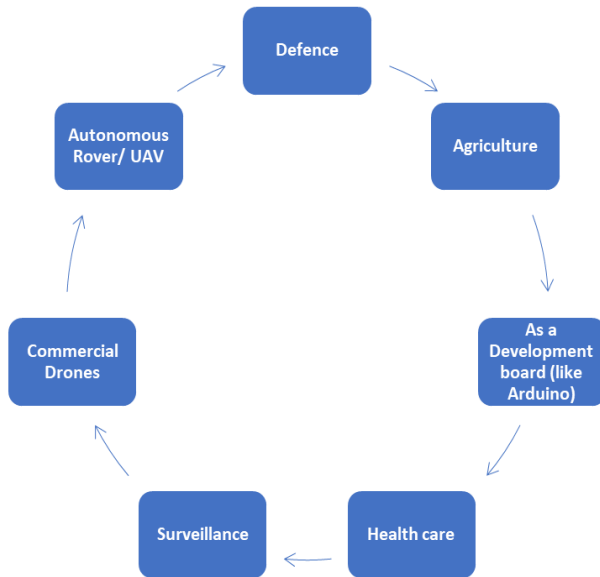 Defence
Agriculture
As a
Development
board (like
Arduino)
Health care
Surveillance
Commercial
Drones
Autonomous
Rover/ UAV